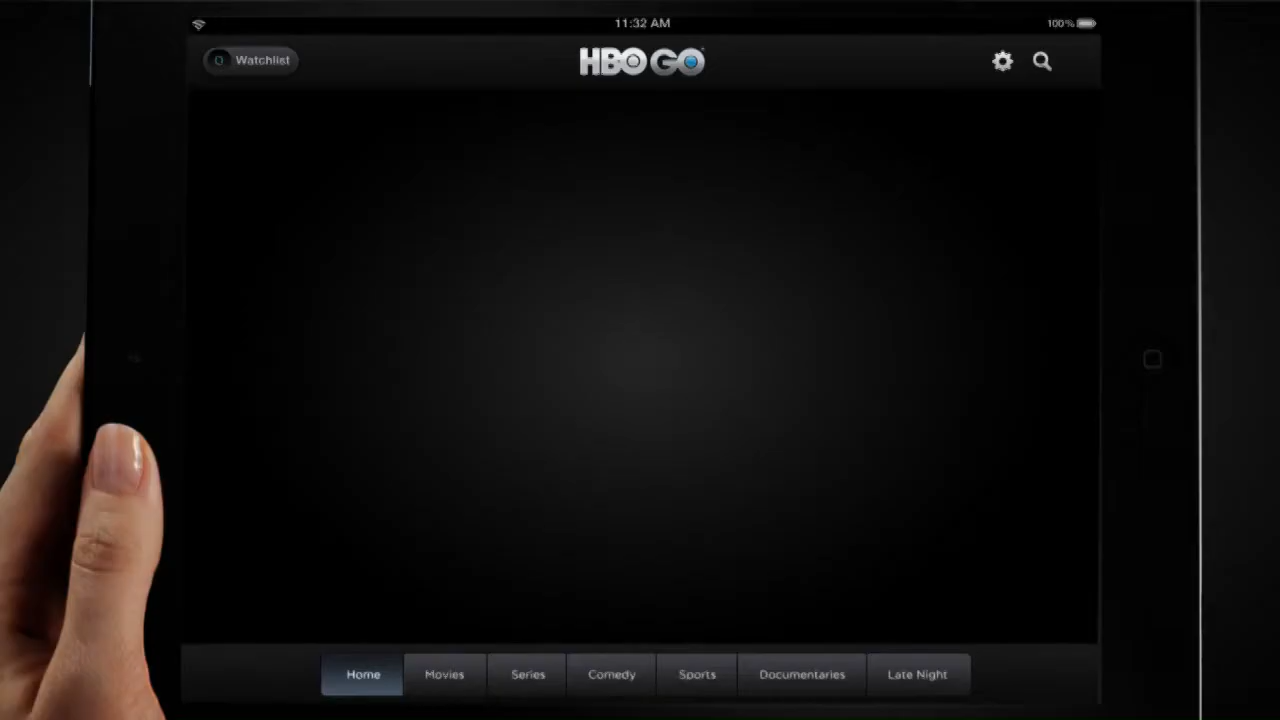 11:32 AM
100%
Watchlist
HBO GO
Home
Movies
Series
Comedy
Sports
Documentaries
Late Night